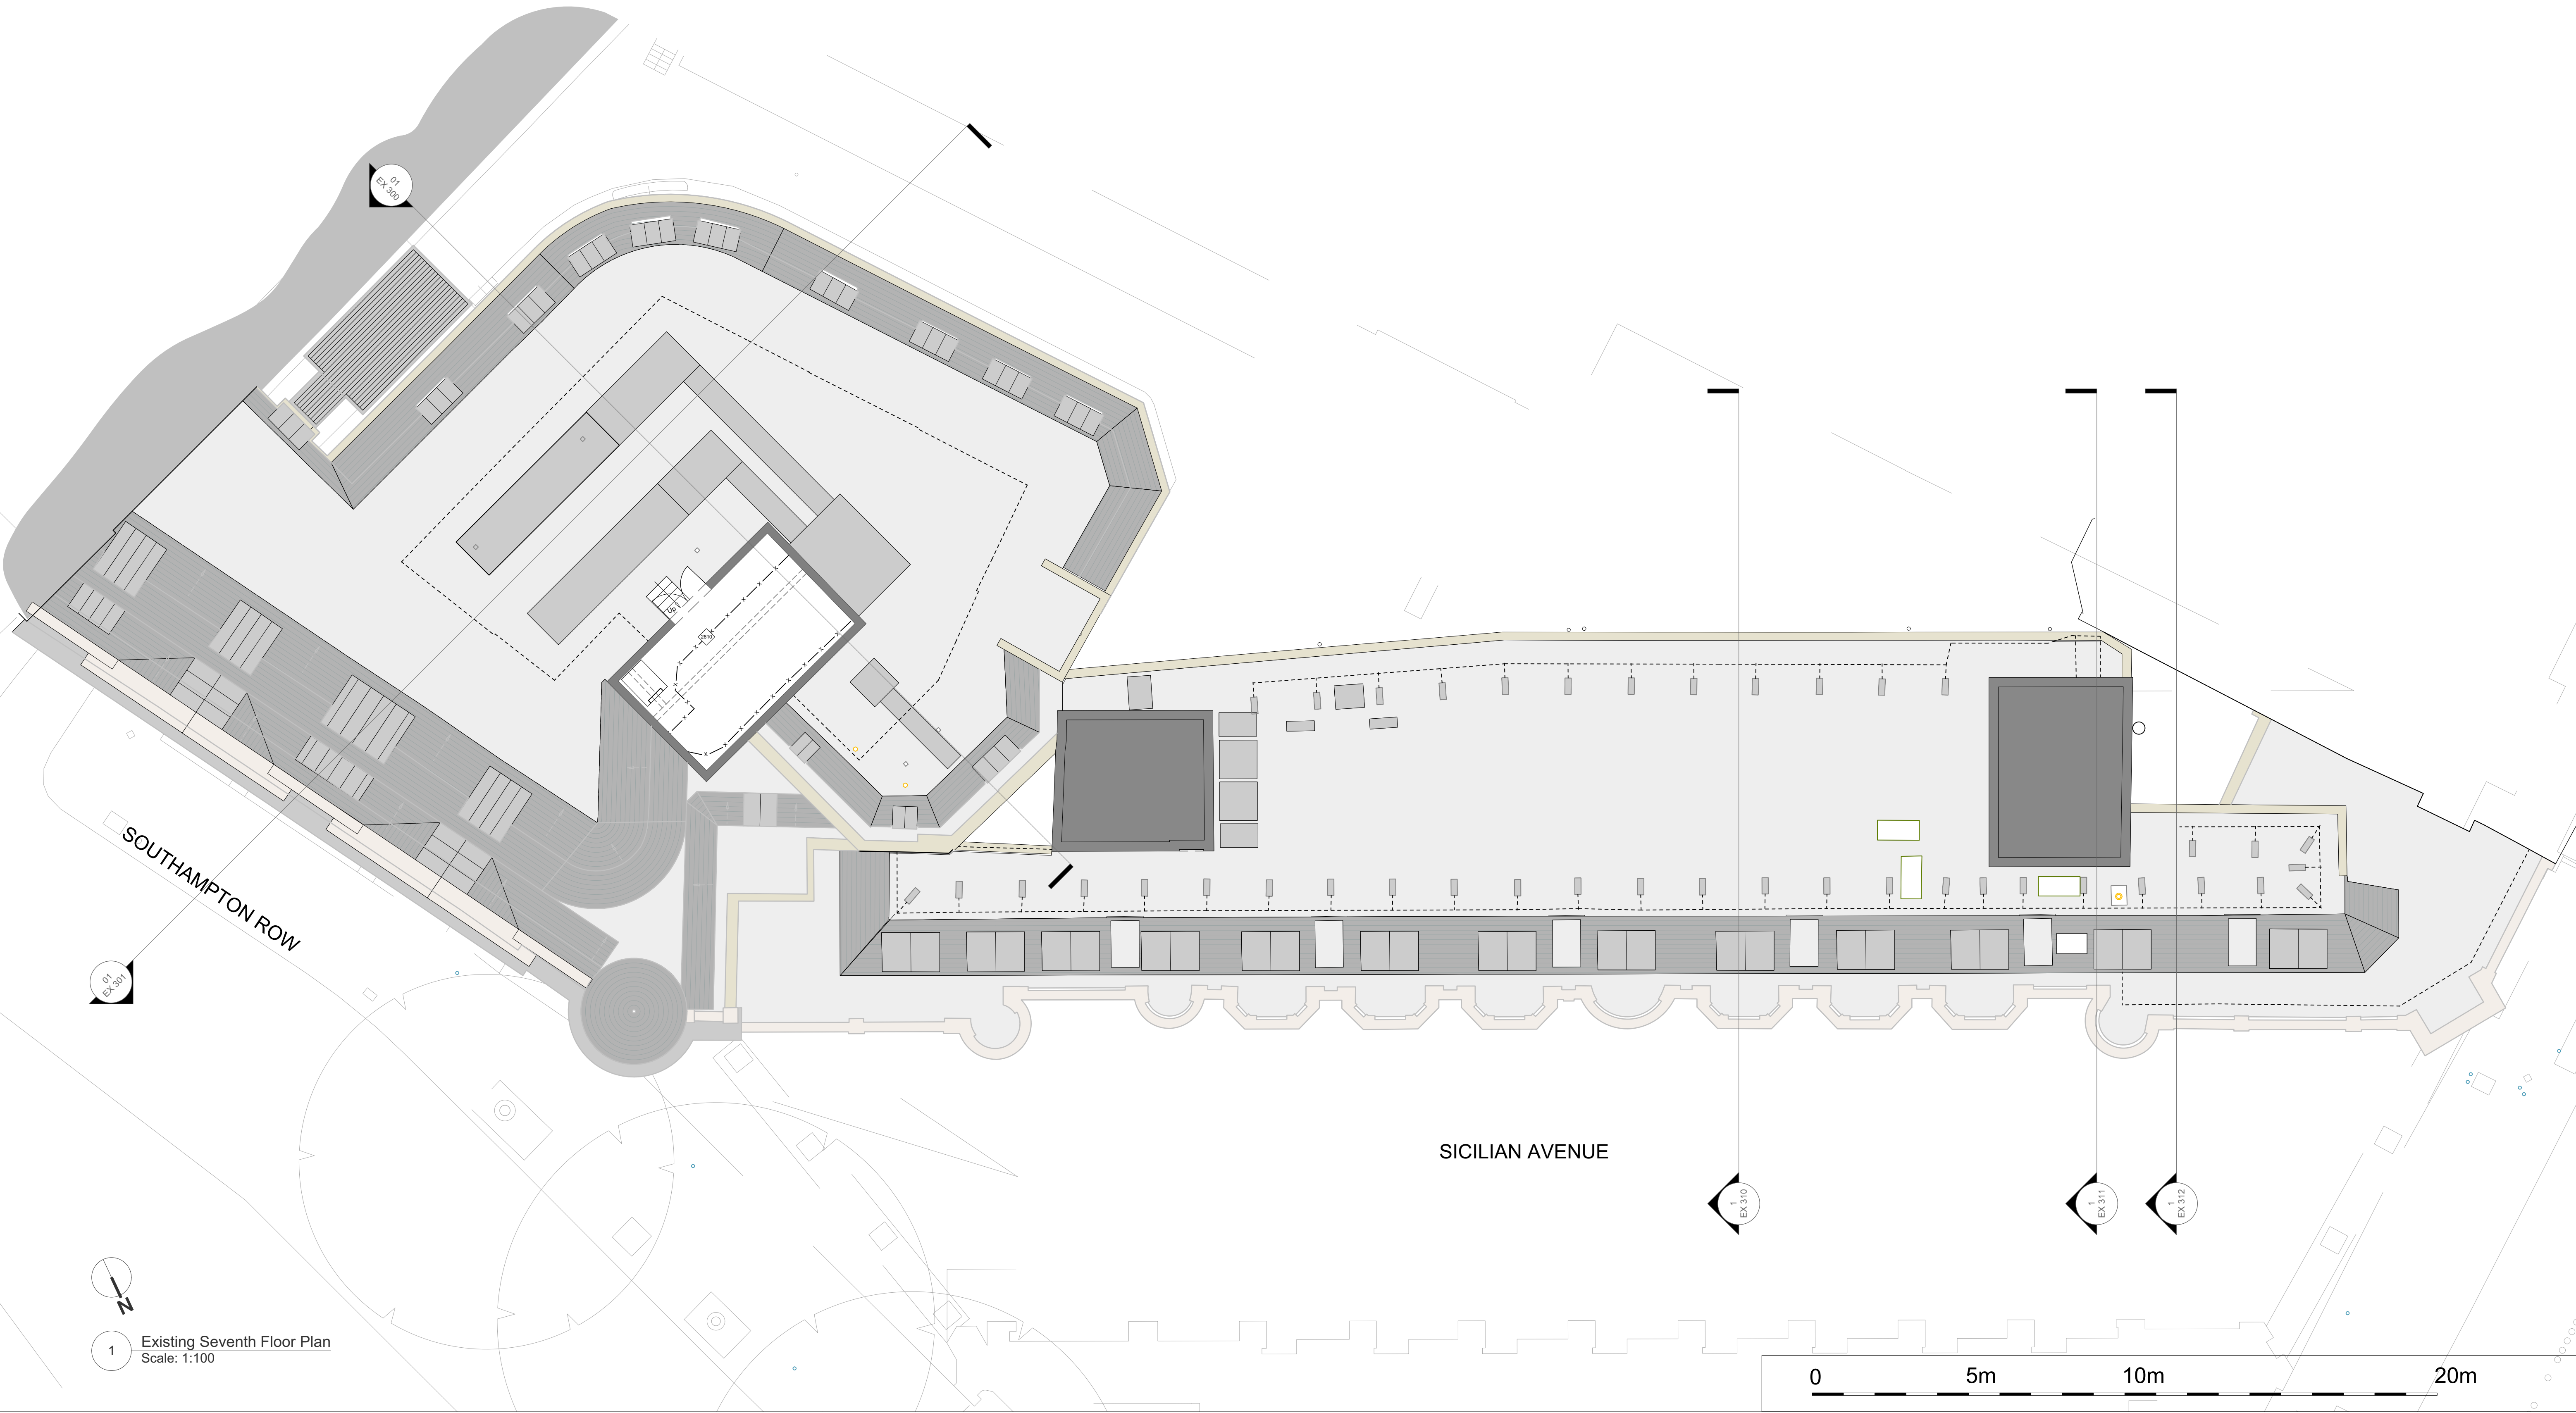 01
EX 300
Up
2810
SOUTHAMPTON ROW
01
EX 301
SICILIAN AVENUE
1
EX 310
1
EX 311
1
EX 312
N
1
Existing Seventh Floor Plan
Scale: 1:100
0 5m 10m 20m